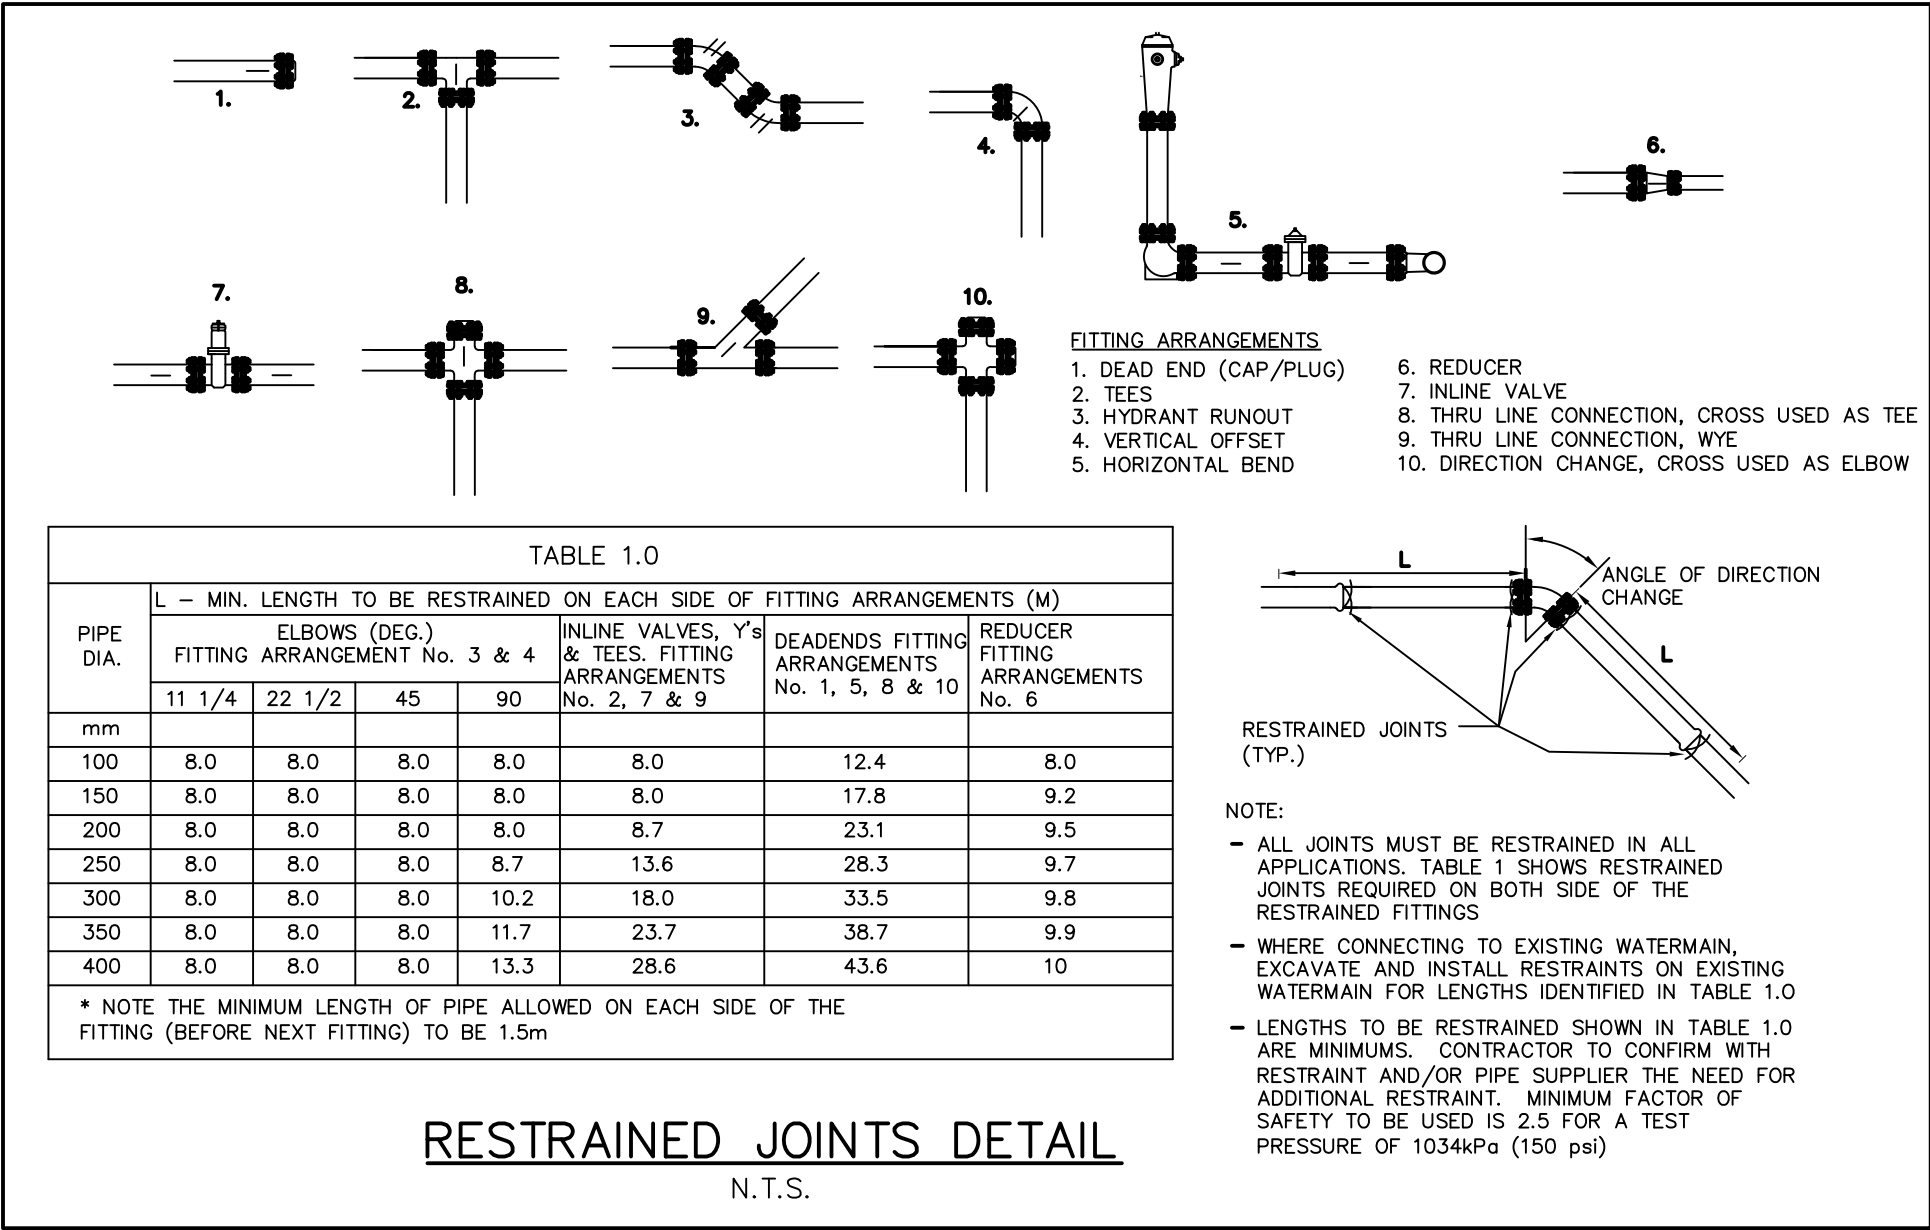 1.
2.
3.
4.
5.
6.
7.
8.
9.
10.
FITTING ARRANGEMENTS
1. DEAD END (CAP/PLUG)
2. TEES
3. HYDRANT RUNOUT
4. VERTICAL OFFSET
5. HORIZONTAL BEND
6. REDUCER
7. INLINE VALVE
8. THRU LINE CONNECTION, CROSS USED AS TEE
9. THRU LINE CONNECTION, WYE
10. DIRECTION CHANGE, CROSS USED AS ELBOW
TABLE 1.0
L – MIN. LENGTH TO BE RESTRAINED ON EACH SIDE OF FITTING ARRANGEMENTS (M)
PIPE
DIA.
ELBOWS (DEG.)
FITTING ARRANGEMENT No. 3 & 4
INLINE VALVES, Y's
& TEES. FITTING
ARRANGEMENTS
No. 2, 7 & 9
DEADENDS FITTING
ARRANGEMENTS
No. 1, 5, 8 & 10
REDUCER
FITTING
ARRANGEMENTS
No. 6
11 1/4 22 1/2 45 90
mm
100 8.0 8.0 8.0 8.0 8.0 12.4 8.0
150 8.0 8.0 8.0 8.0 8.0 17.8 9.2
200 8.0 8.0 8.0 8.0 8.7 23.1 9.5
250 8.0 8.0 8.0 8.7 13.6 28.3 9.7
300 8.0 8.0 8.0 10.2 18.0 33.5 9.8
350 8.0 8.0 8.0 11.7 23.7 38.7 9.9
400 8.0 8.0 8.0 13.3 28.6 43.6 10
* NOTE THE MINIMUM LENGTH OF PIPE ALLOWED ON EACH SIDE OF THE
FITTING (BEFORE NEXT FITTING) TO BE 1.5m
L
ANGLE OF DIRECTION
CHANGE
L
RESTRAINED JOINTS
(TYP.)
NOTE:
– ALL JOINTS MUST BE RESTRAINED IN ALL
APPLICATIONS. TABLE 1 SHOWS RESTRAINED
JOINTS REQUIRED ON BOTH SIDE OF THE
RESTRAINED FITTINGS
– WHERE CONNECTING TO EXISTING WATERMAIN,
EXCAVATE AND INSTALL RESTRAINTS ON EXISTING
WATERMAIN FOR LENGTHS IDENTIFIED IN TABLE 1.0
– LENGTHS TO BE RESTRAINED SHOWN IN TABLE 1.0
ARE MINIMUMS. CONTRACTOR TO CONFIRM WITH
RESTRAINT AND/OR PIPE SUPPLIER THE NEED FOR
ADDITIONAL RESTRAINT. MINIMUM FACTOR OF
SAFETY TO BE USED IS 2.5 FOR A TEST
PRESSURE OF 1034kPa (150 psi)
RESTRAINED JOINTS DETAIL
N.T.S.